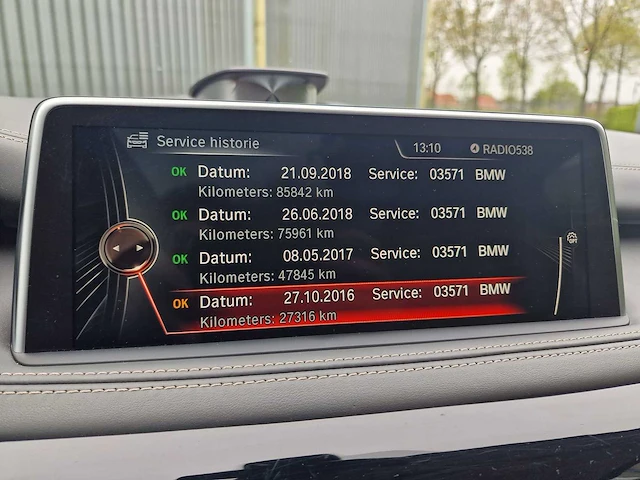 Service historie
13:10 RADIO538
OK Datum: 21.09.2018 Service: 03571 BMW
Kilometers: 85842 km
OK Datum: 26.06.2018 Service: 03571 BMW
Kilometers: 75961 km
OK Datum: 08.05.2017 Service: 03571 BMW
Kilometers: 47845 km
OK Datum: 27.10.2016 Service: 03571 BMW
Kilometers: 27316 km